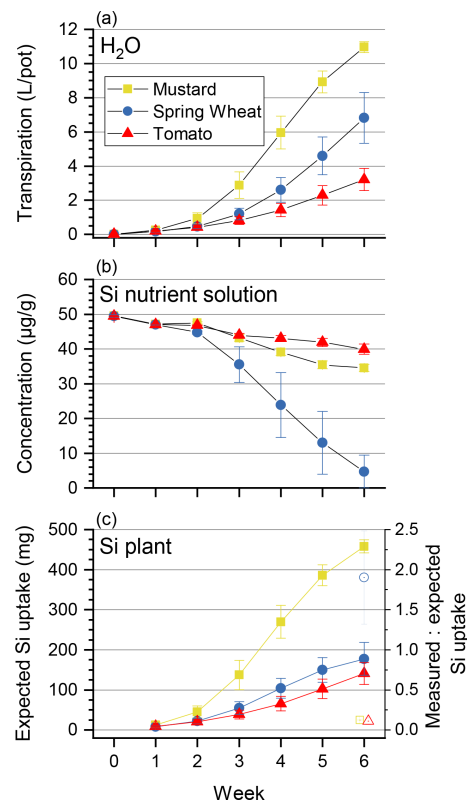 (a)
H₂O
Transpiration (L/pot)
12
10
8
6
4
2
0
Mustard
Spring Wheat
Tomato
(b)
Si nutrient solution
Concentration (µg/g)
60
50
40
30
20
10
0
(c)
Si plant
Expected Si uptake (mg)
500
400
300
200
100
0
2.5
2.0
1.5
1.0
0.5
0.0
Measured : expected
Si uptake
0 1 2 3 4 5 6
Week